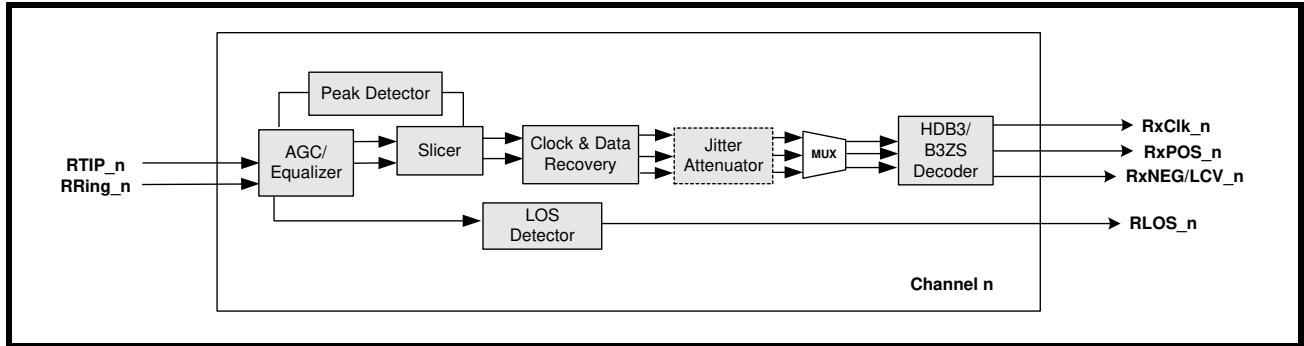 Peak Detector
RTIP_n
RRing_n
AGC/
Equalizer
Slicer
Clock & Data
Recovery
Jitter
Attenuator
MUX
HDB3/
B3ZS
Decoder
RxClk_n
RxPOS_n
RxNEG/LCV_n
LOS
Detector
RLOS_n
Channel n